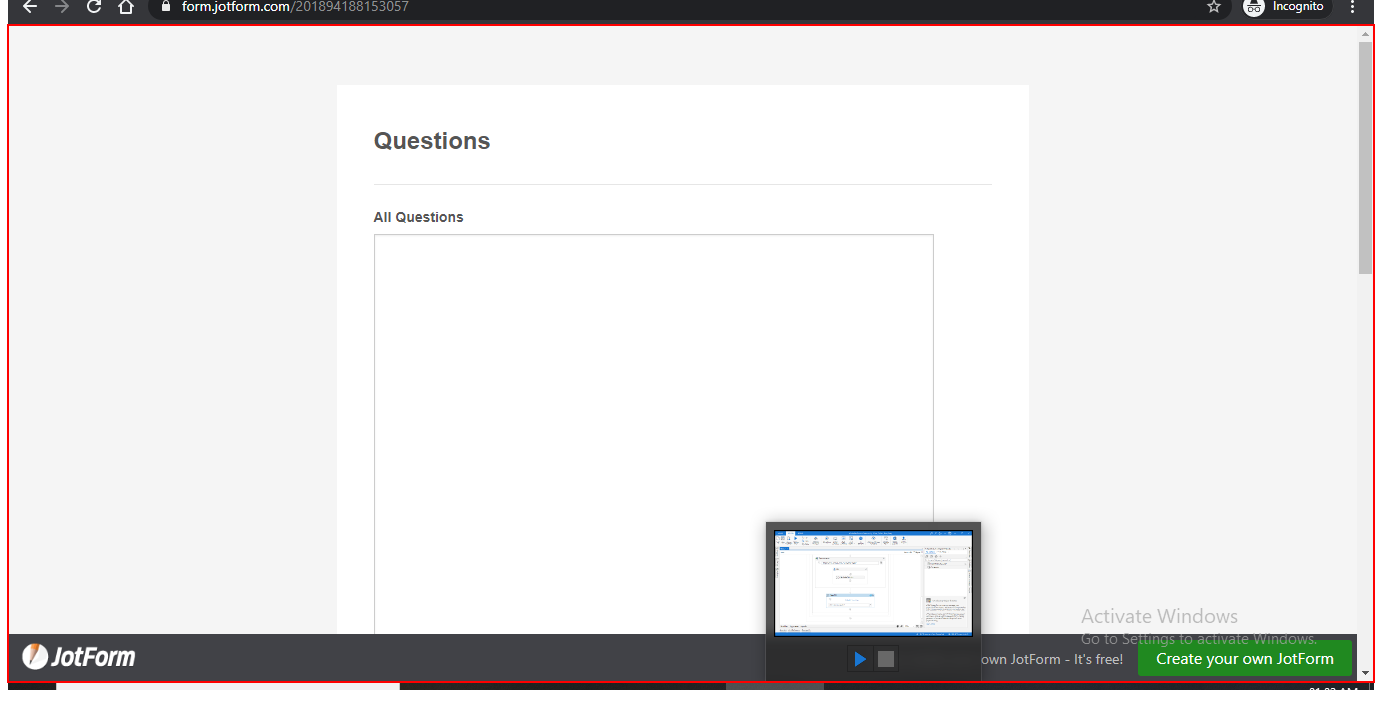 form.jotform.com/201894188153057
Incognito
Questions
All Questions
Activate Windows
Go to Settings to activate Windows.
JotForm
own JotForm - It's free!
Create your own JotForm